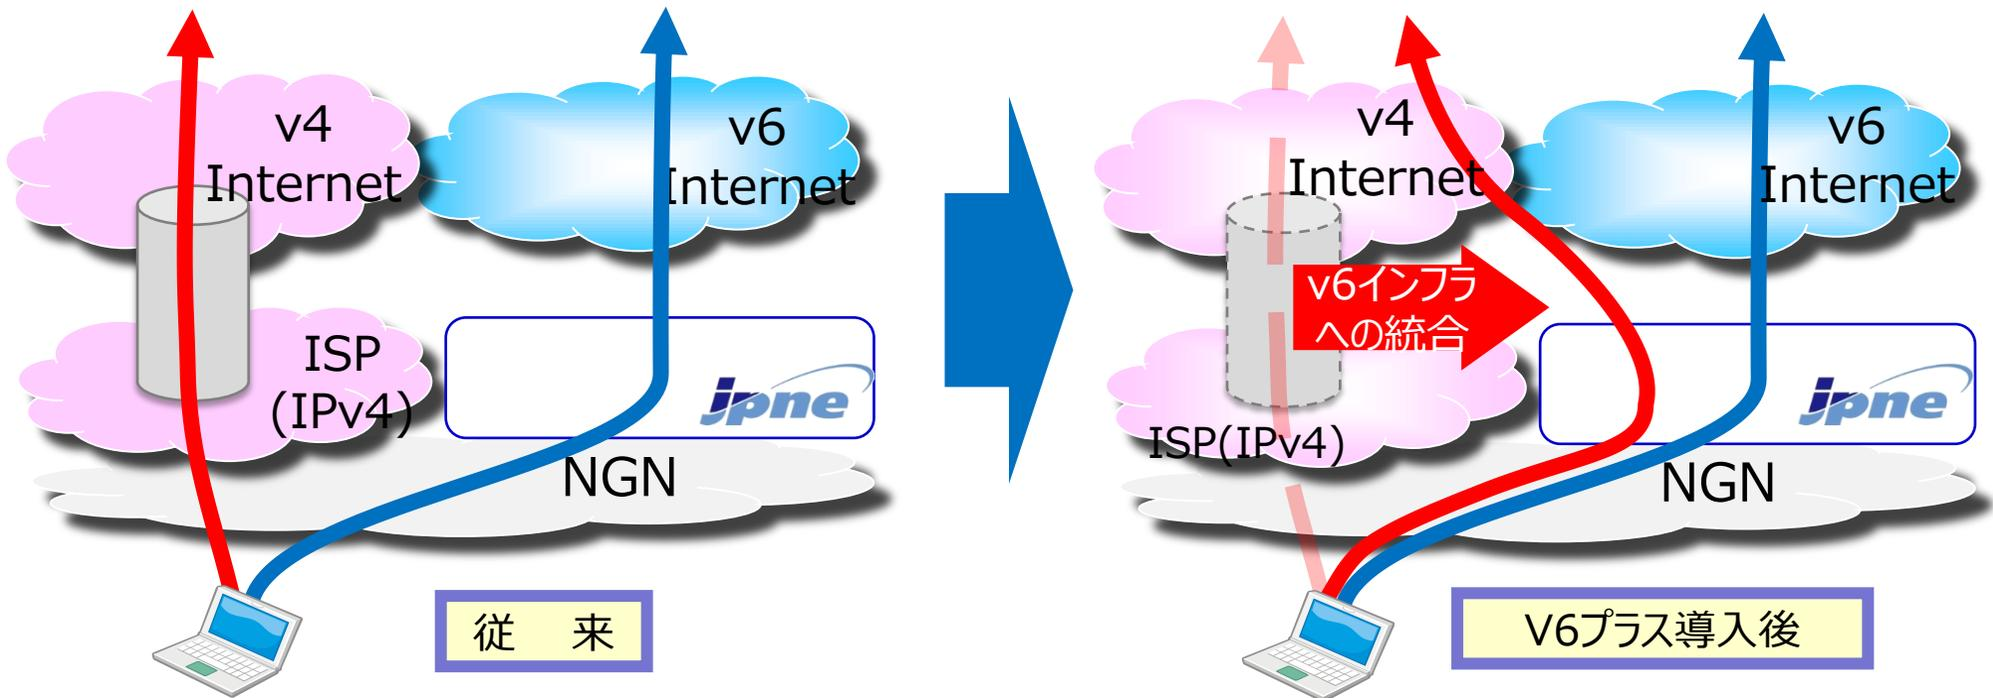 v4
Internet
v6
Internet
ISP
(IPv4)
jpne
NGN
従 来
v4
Internet
v6
Internet
v6インフラ
への統合
ISP(IPv4)
jpne
NGN
V6プラス導入後